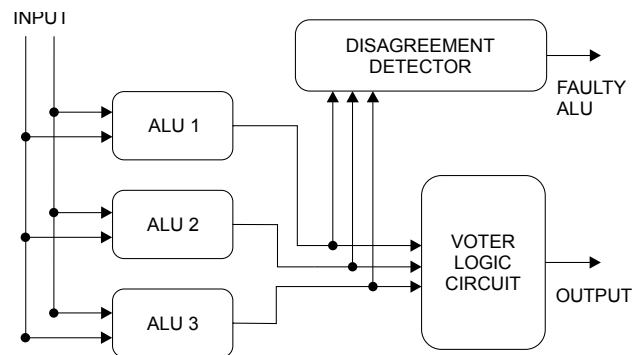 INPUT
DISAGREEMENT
DETECTOR
FAULTY
ALU
ALU 1
ALU 2
VOTER
LOGIC
CIRCUIT
OUTPUT
ALU 3